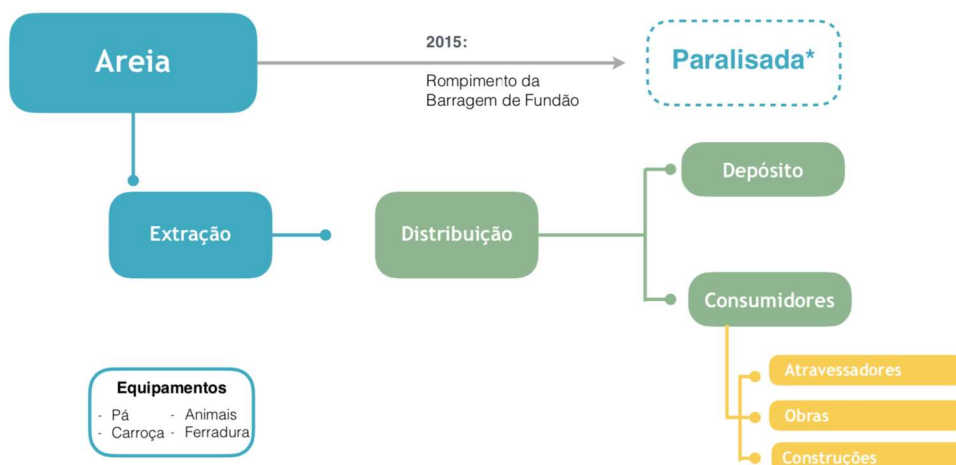 Areia
2015:
Rompimento da
Barragem de Fundão
Paralisada*
Depósito
Extração
Distribuição
Consumidores
Atravessadores
Obras
Construções
Equipamentos
- Pá - Animais
- Carroça - Ferradura